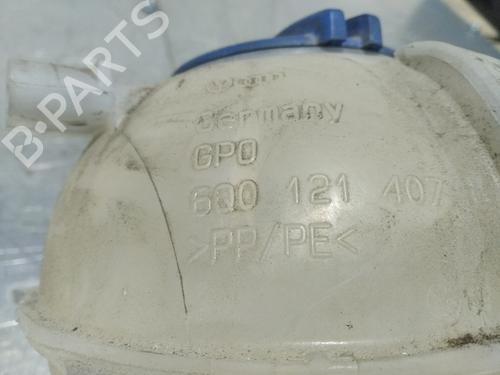 B-PARTS
Germany
GPO
6Q0 121 407
>PP/PE<